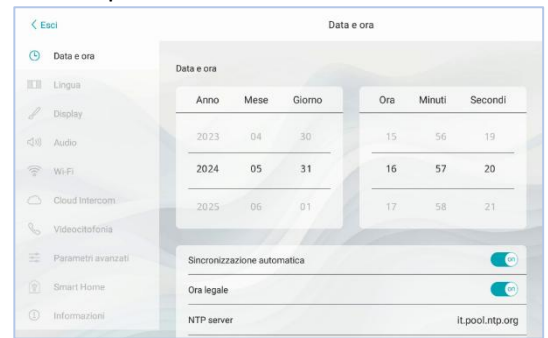 Esci
Data e ora
Data e ora
Lingua
Display
Audio
Wi-Fi
Cloud Intercom
Videocitofonia
Parametri avanzati
Smart Home
Informazioni
Data e ora
Anno Mese Giorno Ora Minuti Secondi
2023 04 30 15 56 19
2024 05 31 16 57 20
2025 06 01 17 58 21
Sincronizzazione automatica on
Ora legale on
NTP server it.pool.ntp.org